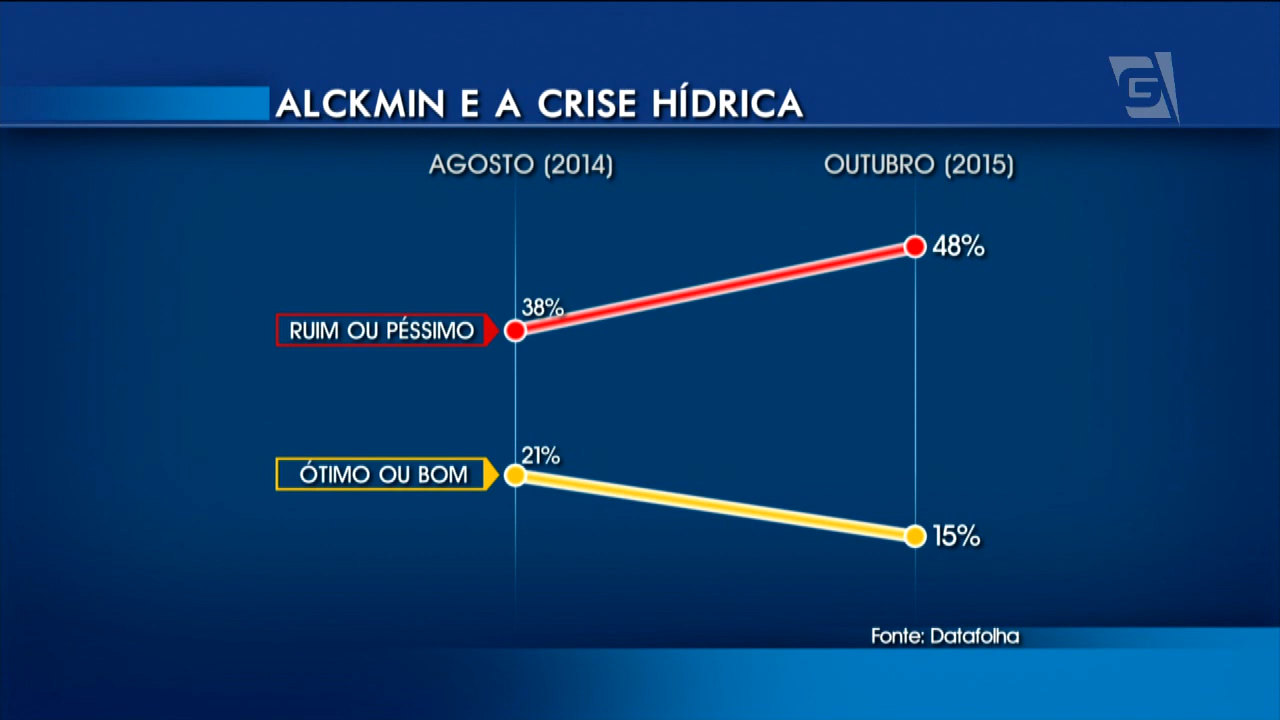 ALCKMIN E A CRISE HÍDRICA
AGOSTO (2014)
OUTUBRO (2015)
48%
38%
RUIM OU PÉSSIMO
21%
ÓTIMO OU BOM
15%
Fonte: Datafolha